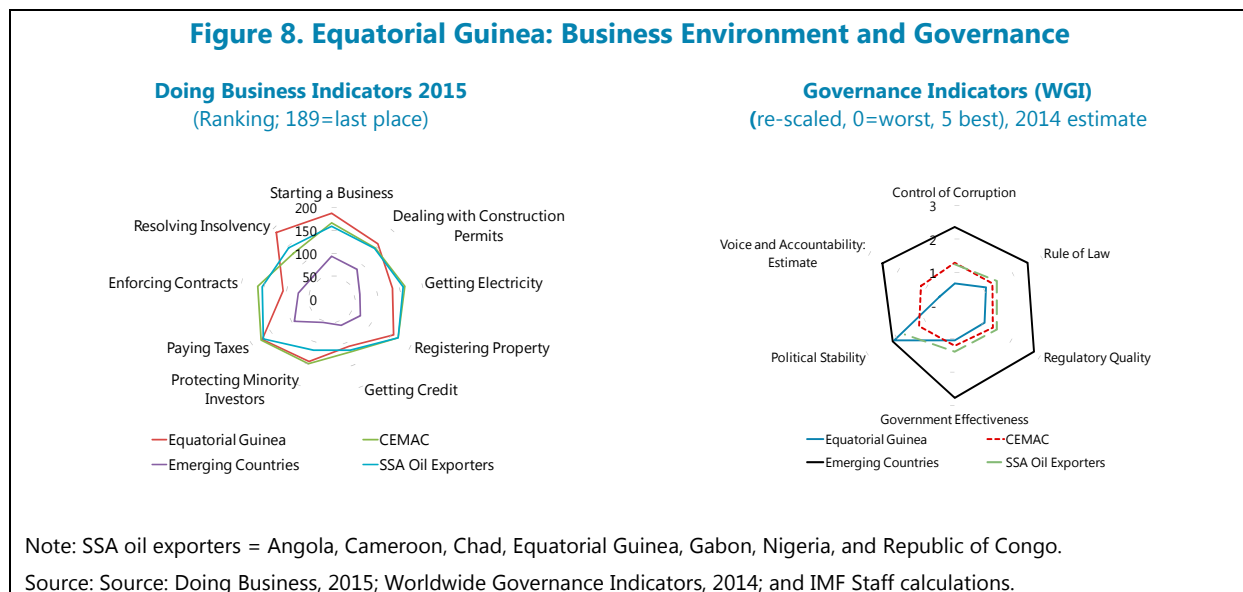 Figure 8. Equatorial Guinea: Business Environment and Governance
Doing Business Indicators 2015
(Ranking; 189=last place)
Starting a Business
200
150
100
50
0
Dealing with Construction
Permits
Getting Electricity
Registering Property
Getting Credit
Protecting Minority
Investors
Paying Taxes
Enforcing Contracts
Resolving Insolvency
Equatorial Guinea
CEMAC
Emerging Countries
SSA Oil Exporters
Governance Indicators (WGI)
(re-scaled, 0=worst, 5 best), 2014 estimate
Control of Corruption
3
2
1
-
Rule of Law
Regulatory Quality
Government Effectiveness
Political Stability
Voice and Accountability:
Estimate
Equatorial Guinea
CEMAC
Emerging Countries
SSA Oil Exporters
Note: SSA oil exporters = Angola, Cameroon, Chad, Equatorial Guinea, Gabon, Nigeria, and Republic of Congo.
Source: Source: Doing Business, 2015; Worldwide Governance Indicators, 2014; and IMF Staff calculations.